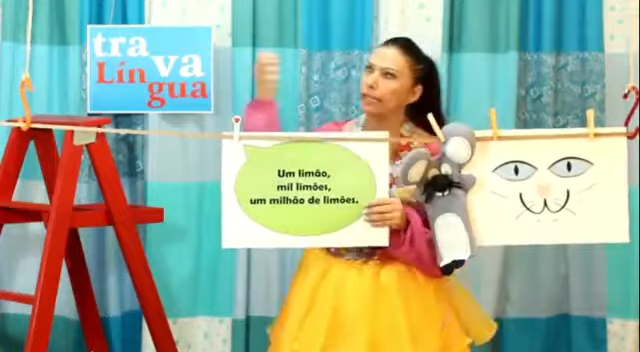 tra
va
Lín
gua
Um limão,
mil limões,
um milhão de limões.